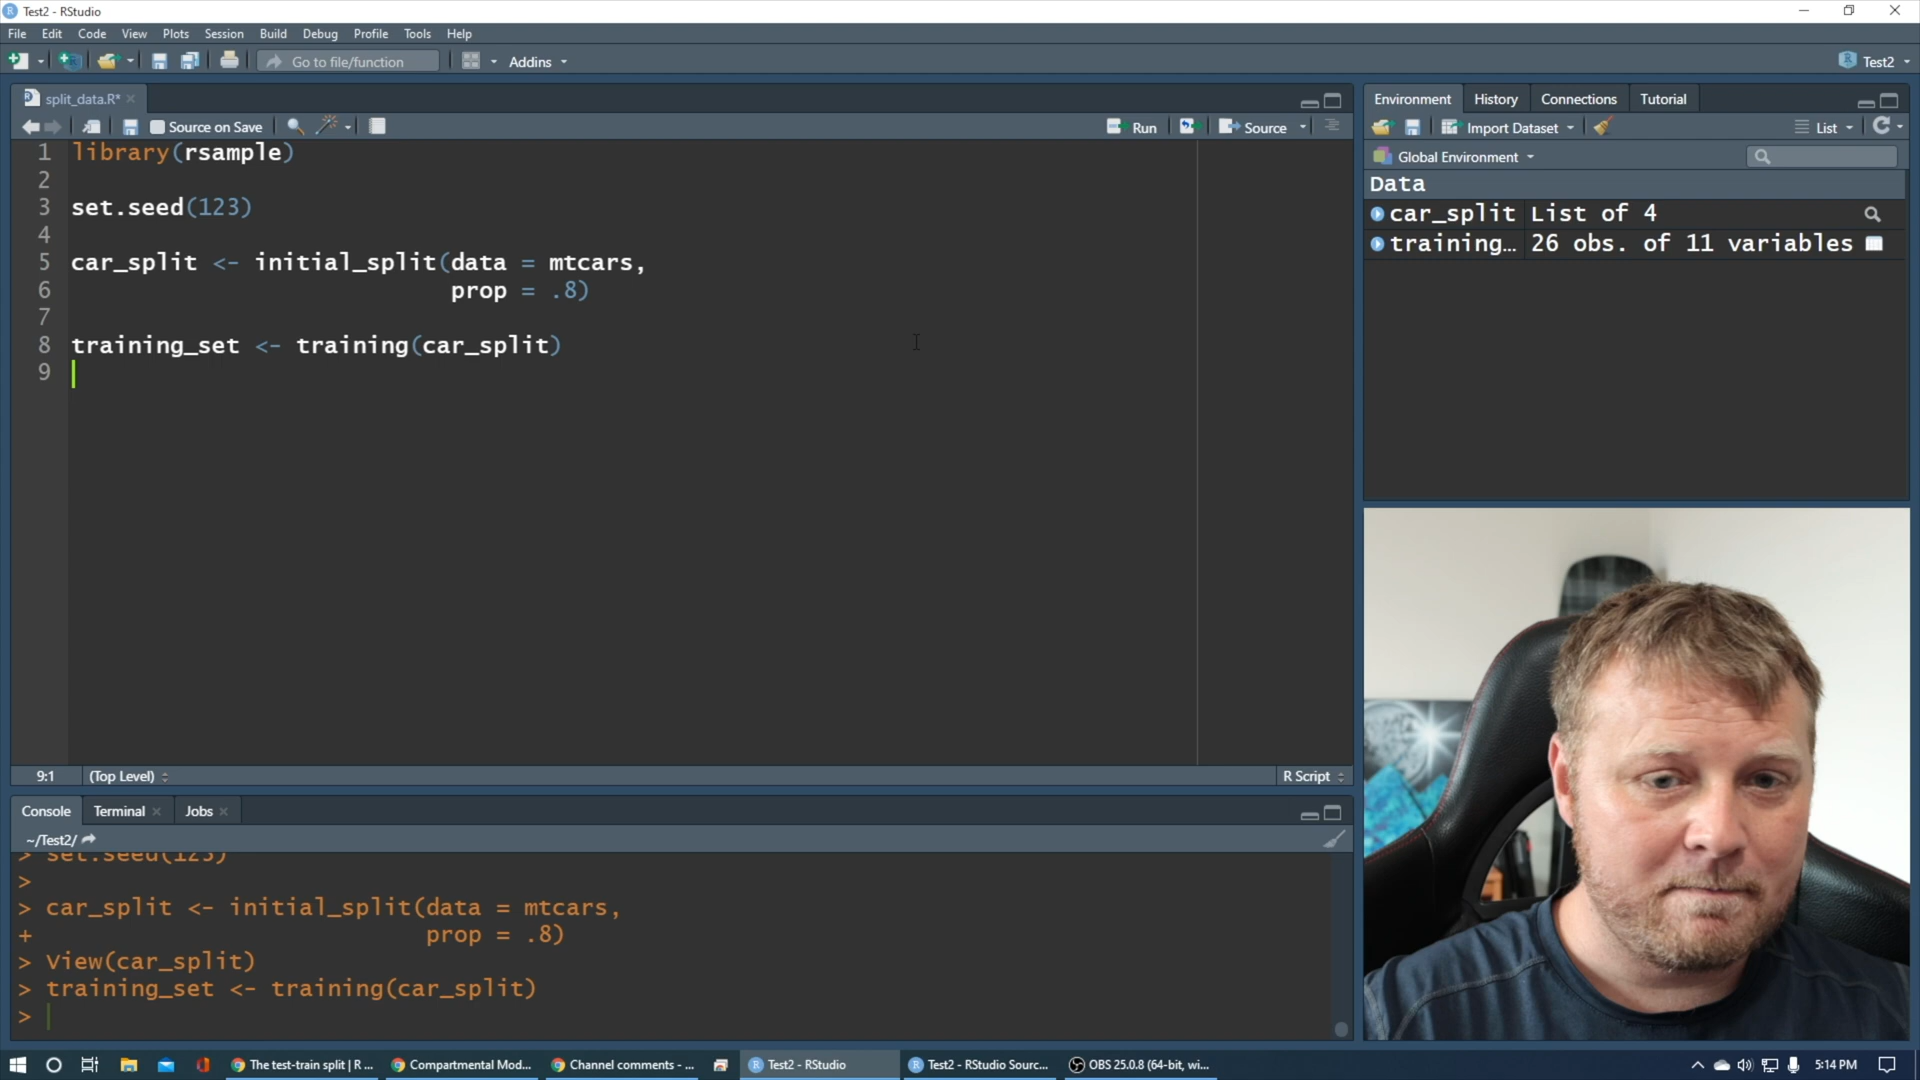 Test2 - RStudio
File Edit Code View Plots Session Build Debug Profile Tools Help
Go to file/function Addins Test2
split_data.R*
Source on Save Run Source
1 library(rsample)
2
3 set.seed(123)
4
5 car_split <- initial_split(data = mtcars,
6 prop = .8)
7
8 training_set <- training(car_split)
9
9:1 (Top Level) R Script
Console Terminal Jobs
~/Test2/
> set.seed(123)
>
> car_split <- initial_split(data = mtcars,
+ prop = .8)
> View(car_split)
> training_set <- training(car_split)
>
Environment History Connections Tutorial
Import Dataset List
Global Environment
Data
car_split List of 4
training… 26 obs. of 11 variables
The test-train split | R ... Compartmental Mod... Channel comments - ... Test2 - RStudio Test2 - RStudio Sourc... OBS 25.0.8 (64-bit, wi... 5:14 PM